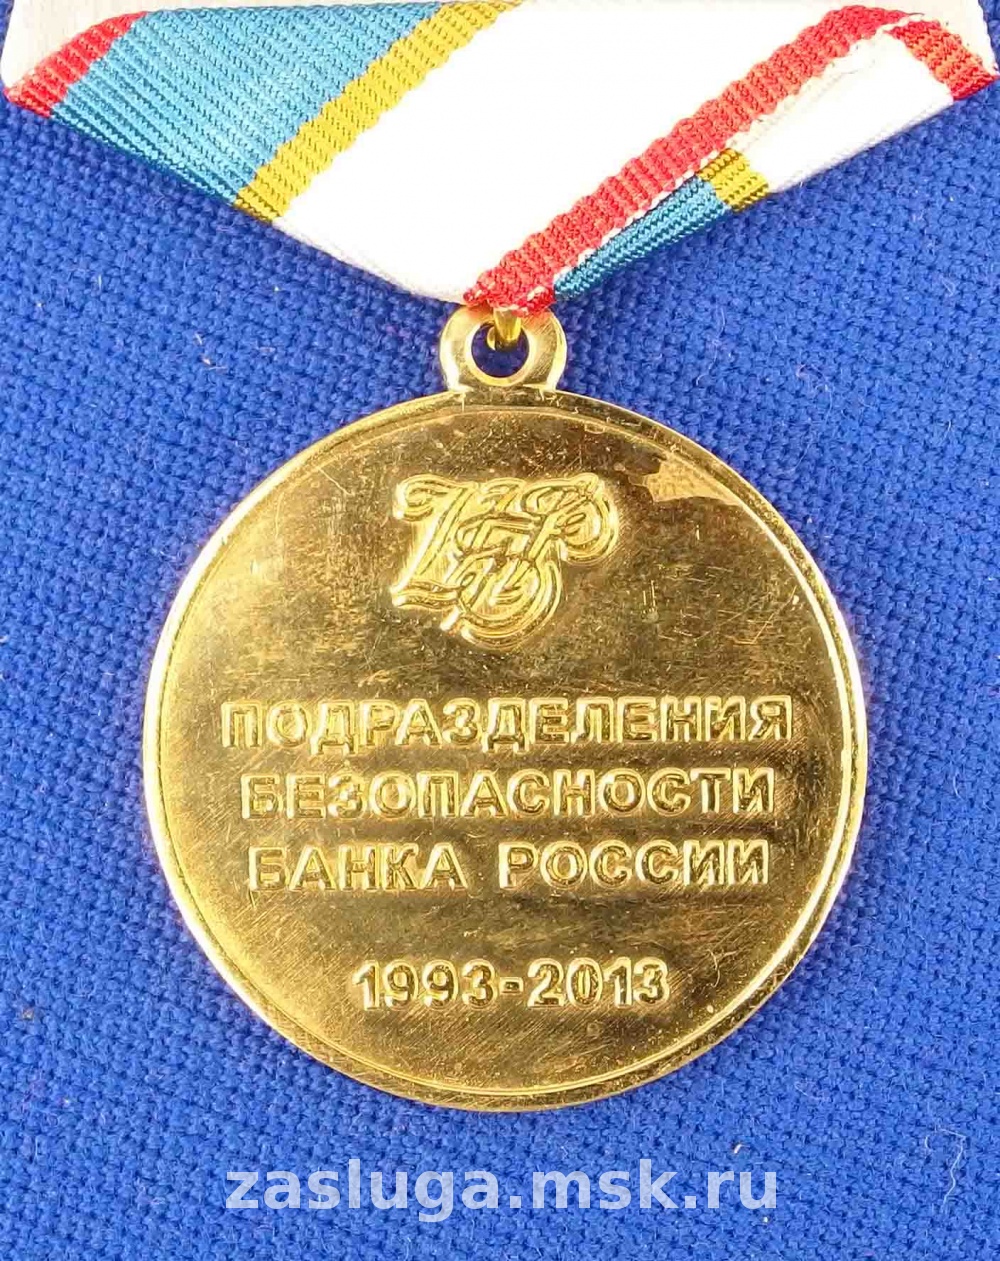 ПОДРАЗДЕЛЕНИЯ
БЕЗОПАСНОСТИ
БАНКА РОССИИ
1993-2013
zasluga.msk.ru